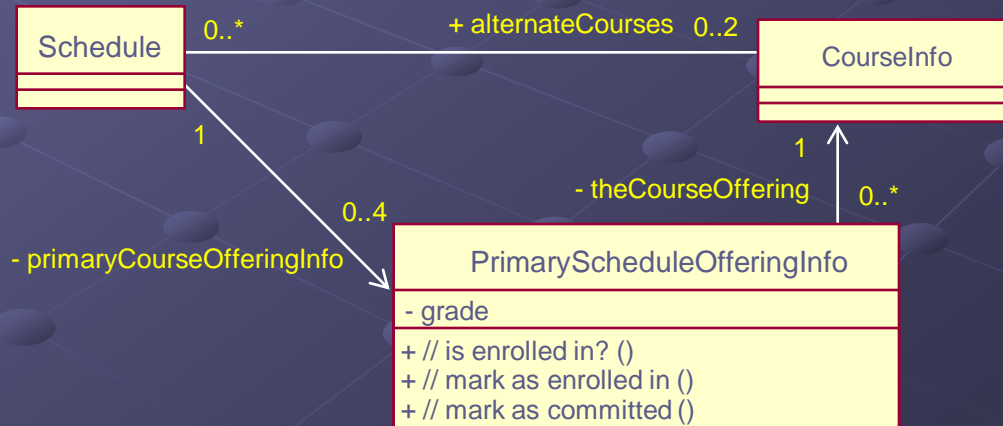 0..*
+ alternateCourses 0..2
Schedule
CourseInfo
1
1
- theCourseOffering
0..*
0..4
- primaryCourseOfferingInfo
PrimaryScheduleOfferingInfo
- grade
+ // is enrolled in? ()
+ // mark as enrolled in ()
+ // mark as committed ()